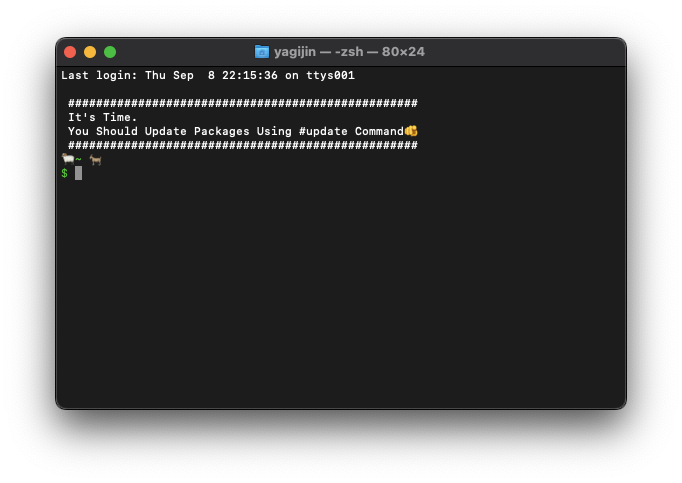 yagijin — -zsh — 80×24
Last login: Thu Sep  8 22:15:36 on ttys001
##################################################
It's Time.
You Should Update Packages Using #update Command🫵
##################################################
🐑~ 🐐
$